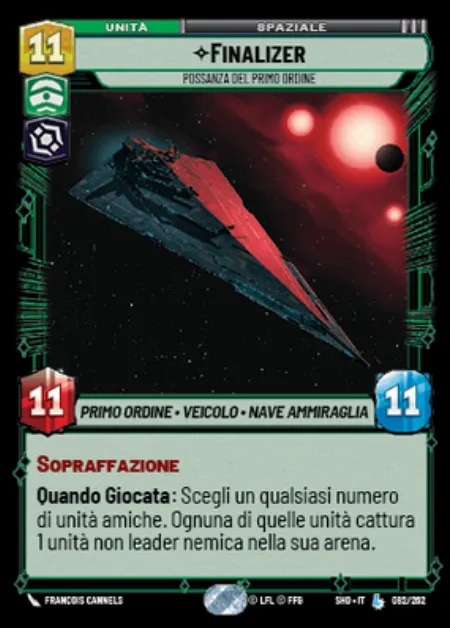 11
UNITÀ
SPAZIALE
FINALIZER
POSSANZA DEL PRIMO ORDINE
11
PRIMO ORDINE • VEICOLO • NAVE AMMIRAGLIA
11
SOPRAFFAZIONE
Quando Giocata: Scegli un qualsiasi numero
di unità amiche. Ognuna di quelle unità cattura
1 unità non leader nemica nella sua arena.
FRANCOIS CANNELS
© LFL © FFG
SHD • IT
L
092/262